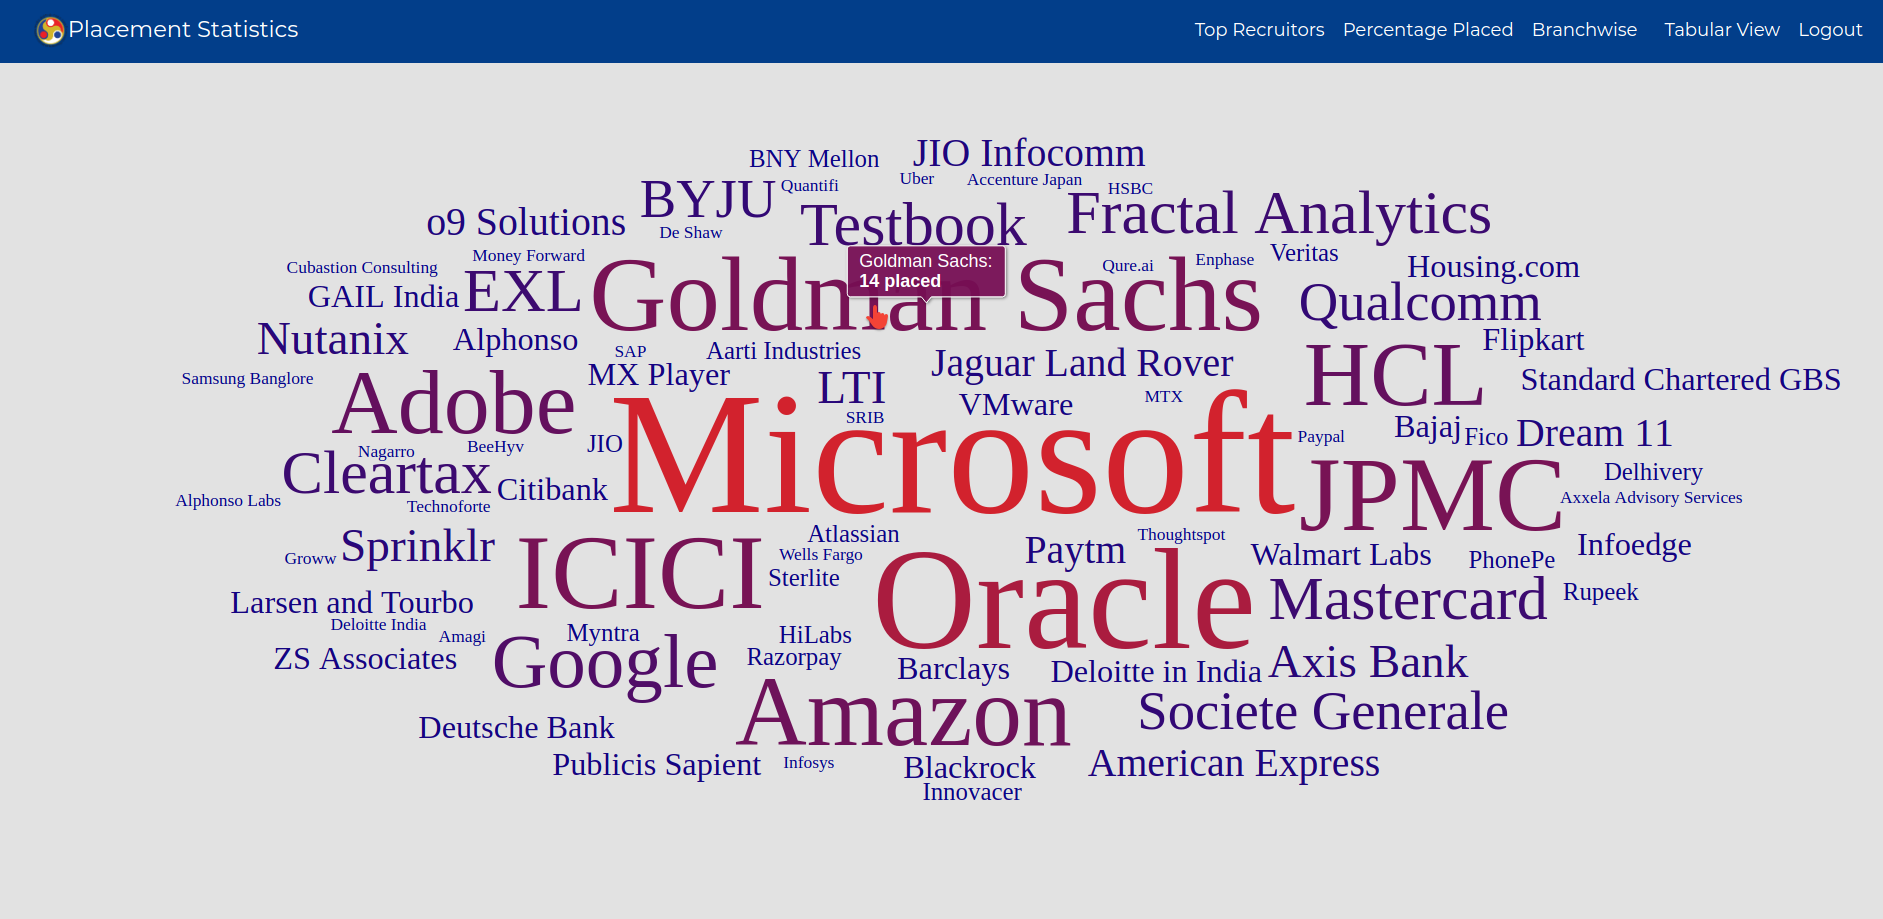 Placement Statistics
Top Recruitors
Percentage Placed
Branchwise
Tabular View
Logout
BNY Mellon
JIO Infocomm
BYJU
Quantifi
Uber
Accenture Japan
HSBC
o9 Solutions
De Shaw
Testbook
Fractal Analytics
Money Forward
Veritas
Cubastion Consulting
EXL
Goldman Sachs
Goldman Sachs:
14 placed
Qure.ai
Enphase
Housing.com
GAIL India
Qualcomm
Nutanix
Alphonso
SAP
Aarti Industries
Jaguar Land Rover
Flipkart
Samsung Banglore
Adobe
MX Player
LTI
VMware
MTX
HCL
Standard Chartered GBS
SRIB
Microsoft
Nagarro
BeeHyv
JIO
Paypal
Bajaj
Fico
Dream 11
Cleartax
Citibank
JPMC
Delhivery
Alphonso Labs
Technoforte
Axxela Advisory Services
Groww
Sprinklr
ICICI
Atlassian
Wells Fargo
Sterlite
Paytm
Thoughtspot
Walmart Labs
PhonePe
Infoedge
Oracle
Larsen and Tourbo
Mastercard
Rupeek
Deloitte India
Amagi
Myntra
HiLabs
ZS Associates
Google
Razorpay
Barclays
Deloitte in India
Axis Bank
Deutsche Bank
Amazon
Societe Generale
Publicis Sapient
Infosys
Blackrock
American Express
Innovacer